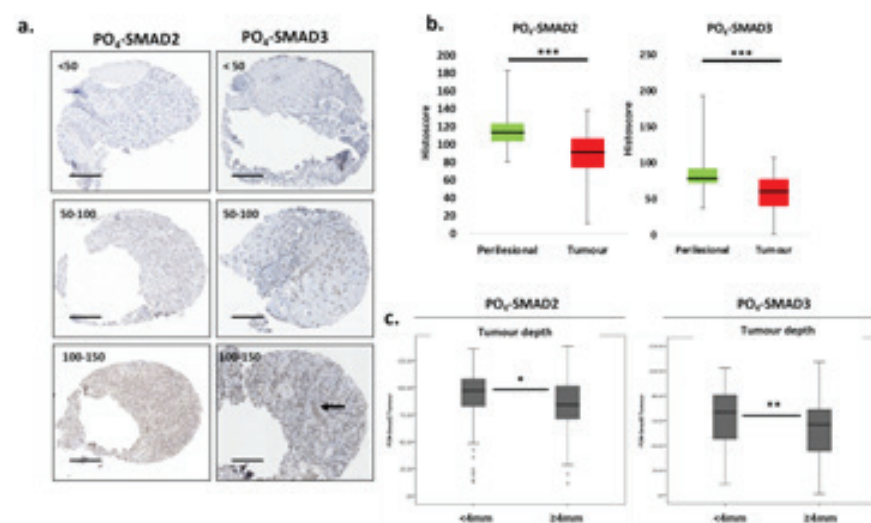 a.
PO₄-SMAD2
PO₄-SMAD3
<50
< 50
50-100
50-100
100-150
100-150
b.
PO₄-SMAD2
PO₄-SMAD3
***
***
Histoscore
200
180
160
140
120
100
80
60
40
20
0
Perilesional
Tumour
Histoscore
250
200
150
100
50
0
Perilesional
Tumour
c.
PO₄-SMAD2
PO₄-SMAD3
Tumour depth
Tumour depth
*
**
<4mm
≥4mm
<4mm
≥4mm